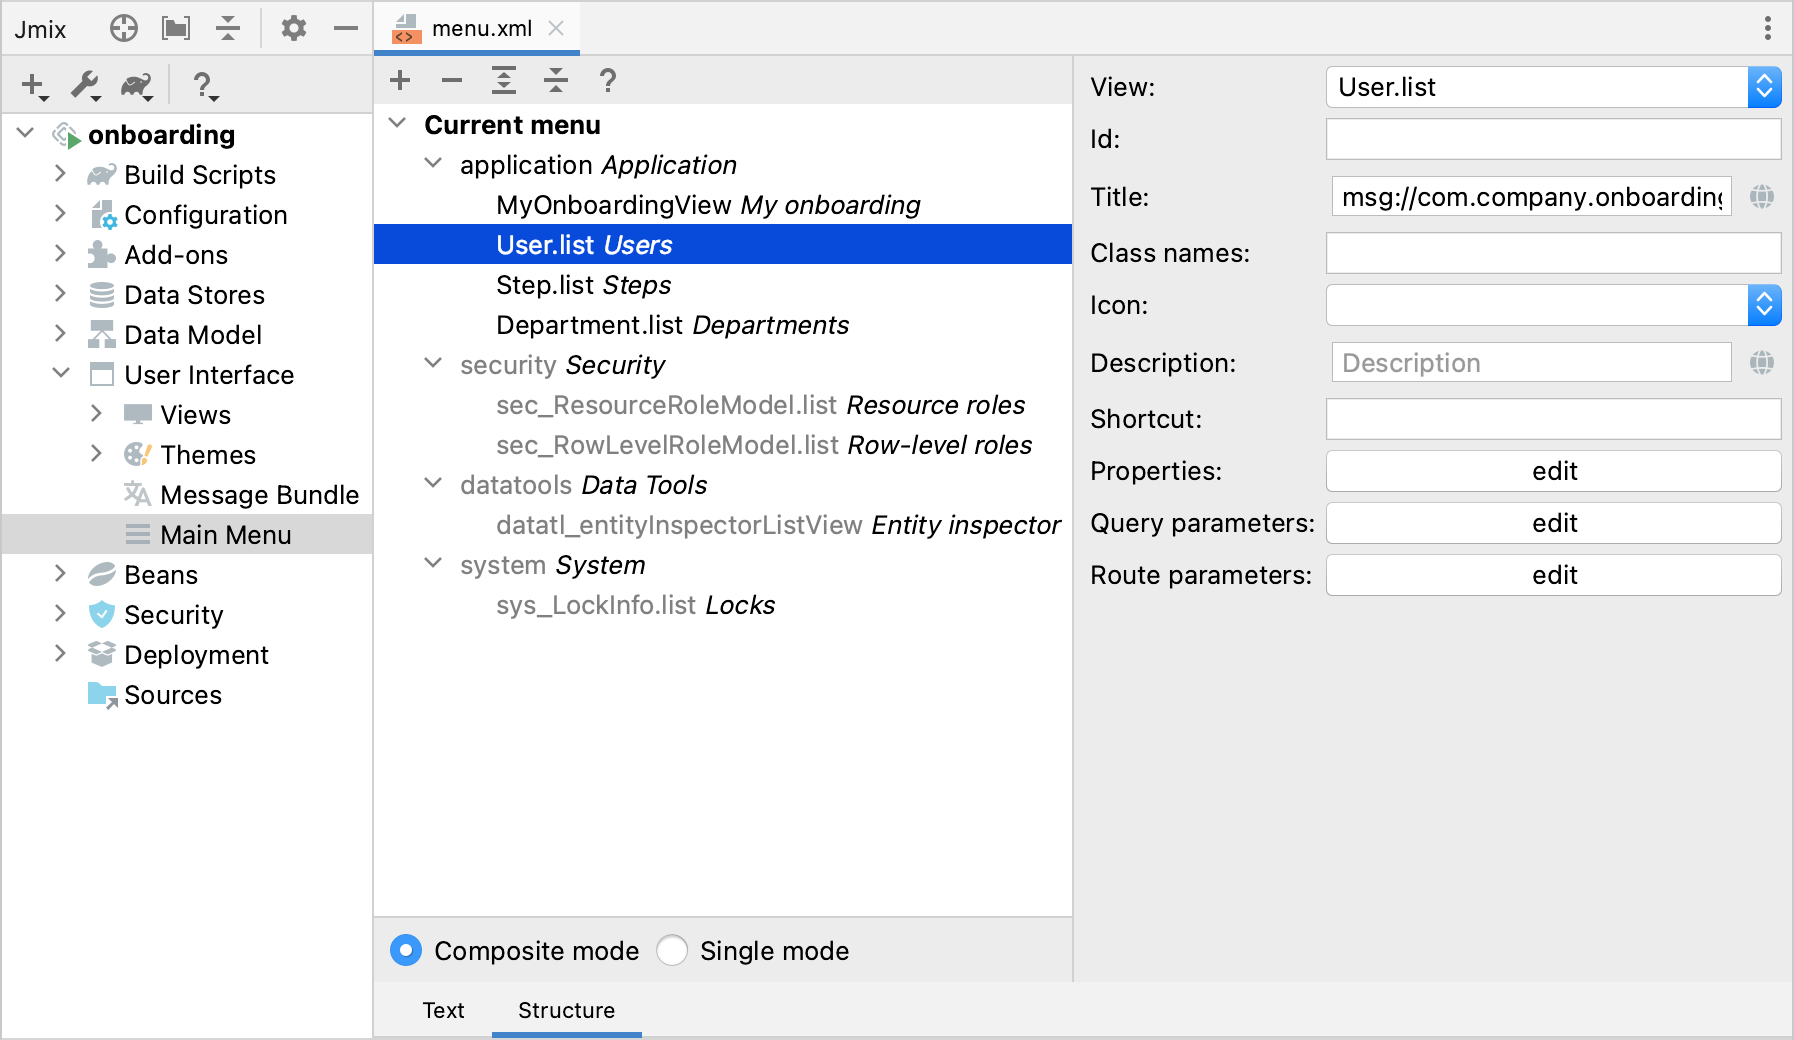 Jmix
menu.xml
onboarding
Build Scripts
Configuration
Add-ons
Data Stores
Data Model
User Interface
Views
Themes
Message Bundle
Main Menu
Beans
Security
Deployment
Sources
Current menu
application Application
MyOnboardingView My onboarding
User.list Users
Step.list Steps
Department.list Departments
security Security
sec_ResourceRoleModel.list Resource roles
sec_RowLevelRoleModel.list Row-level roles
datatools Data Tools
datatl_entityInspectorListView Entity inspector
system System
sys_LockInfo.list Locks
Composite mode
Single mode
Text
Structure
View: User.list
Id:
Title: msg://com.company.onboarding
Class names:
Icon:
Description: Description
Shortcut:
Properties: edit
Query parameters: edit
Route parameters: edit